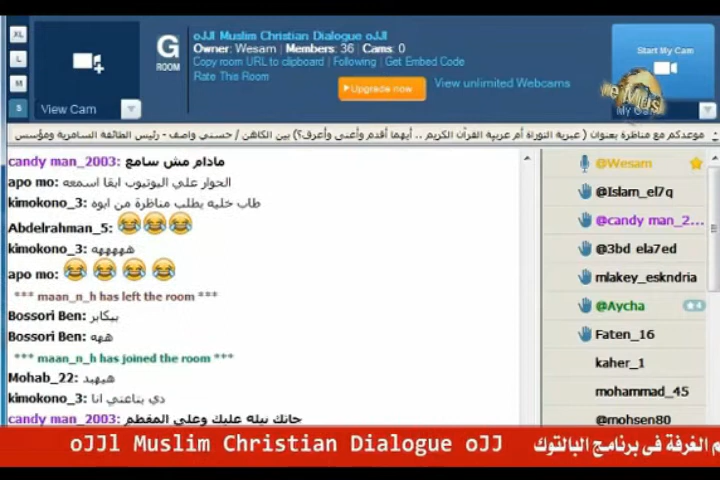 XL
L
M
S
View Cam
G
ROOM
oJJl Muslim Christian Dialogue oJJl
Owner: Wesam | Members: 36 | Cams: 0
Copy room URL to clipboard | Following | Get Embed Code
Rate This Room
Upgrade now
View unlimited Webcams
Start My Cam
موعدكم مع مناظرة بعنوان ( عبرية التوراة أم عربية القرآن الكريم .. أيهما أقدم وأغنى وأعرق؟) بين الكاهن / حسني واصف - رئيس الطائفة السامرية ومؤسس
candy man_2003: مادام مش سامع
apo mo: الحوار علي اليوتيوب ابقا اسمعه
kimokono_3: طاب خليه يطلب مناظرة من ابوه
Abdelrahman_5: 😂😂😂
kimokono_3: هههههه
apo mo: 😂😂😂😂
*** maan_n_h has left the room ***
Bossori Ben: بيكابر
Bossori Ben: ههه
*** maan_n_h has joined the room ***
Mohab_22: هيهبد
kimokono_3: دي بتاعتي انا
candy man_2003: جاتك نيله عليك وعلي المقطم
@Wesam
@Islam_el7q
@candy man_2...
@3bd ela7ed
mlakey_eskndria
@Aycha
Faten_16
kaher_1
mohammad_45
@mohsen80
oJJl Muslim Christian Dialogue oJJ
م الغرفة فى برنامج البالتوك